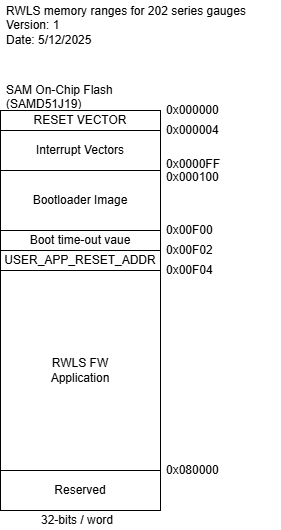 RWLS memory ranges for 202 series gauges
Version: 1
Date: 5/12/2025
SAM On-Chip Flash
(SAMD51J19)
0x000000
RESET VECTOR
0x000004
Interrupt Vectors
0x0000FF
0x000100
Bootloader Image
0x00F00
Boot time-out vaue
0x00F02
USER_APP_RESET_ADDR
0x00F04
RWLS FW
Application
0x080000
Reserved
32-bits / word